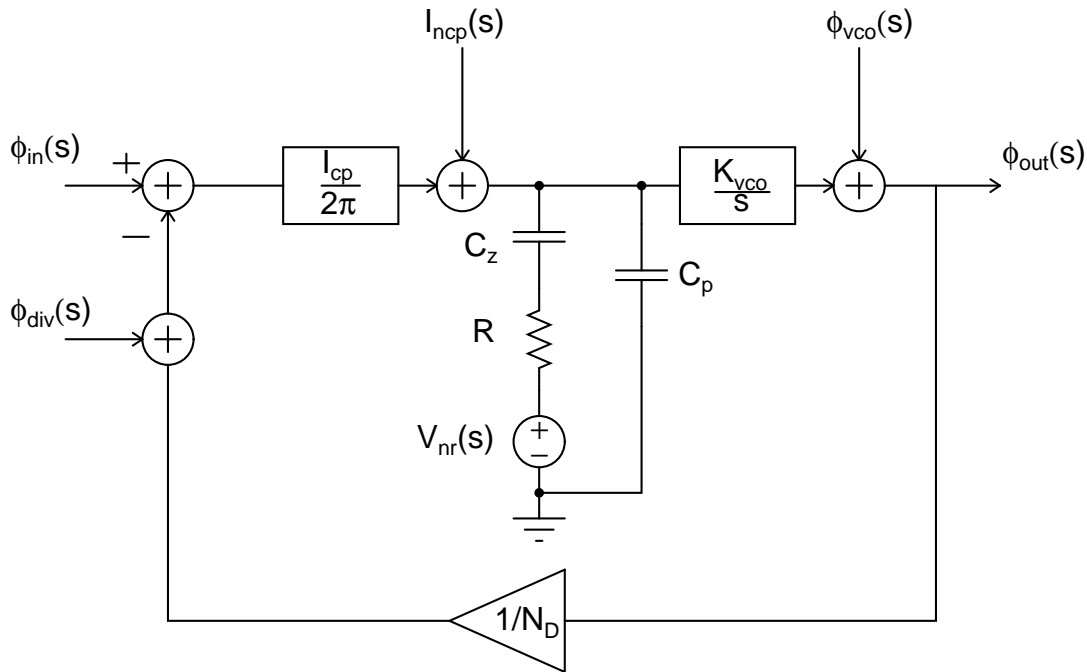 I_ncp(s)
ϕ_vco(s)
ϕ_in(s)
+
+
I_cp
2π
+
K_vco
s
+
ϕ_out(s)
−
C_z
C_p
ϕ_div(s)
+
R
V_nr(s)
+
−
1/N_D